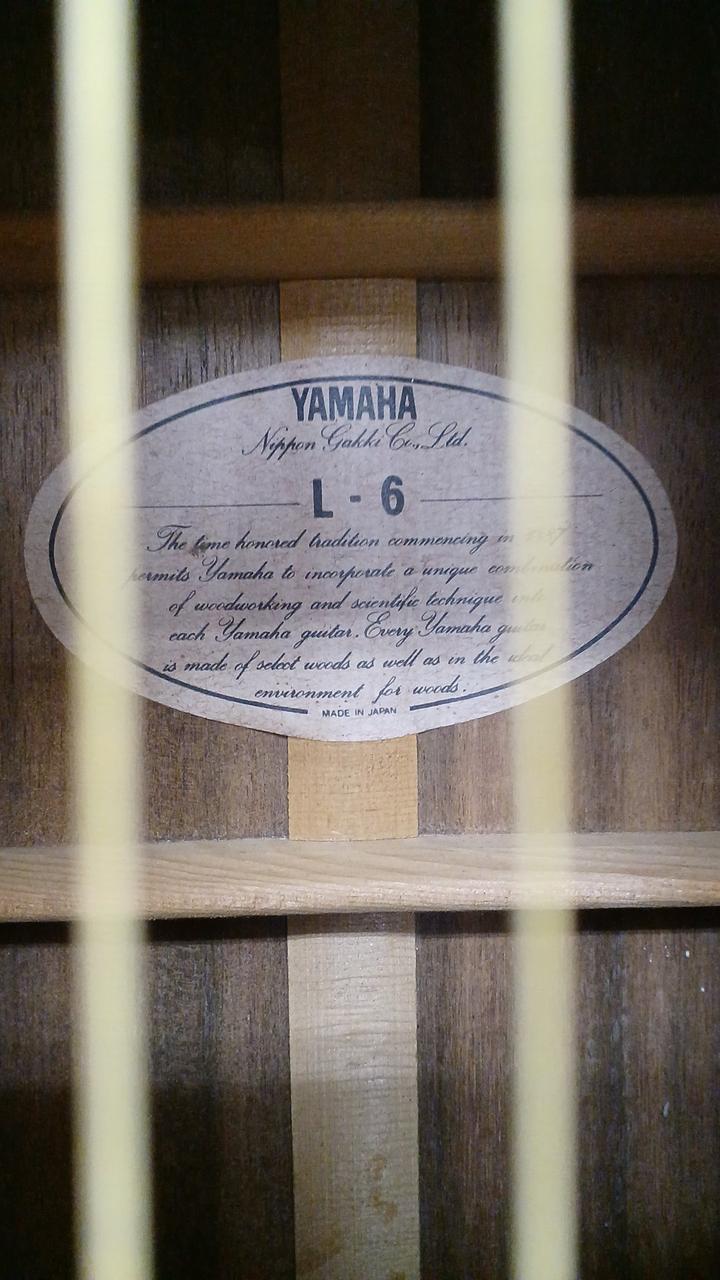 YAMAHA
Nippon Gakki Co., Ltd.
L - 6
The time honored tradition commencing in
permits Yamaha to incorporate a unique combination
of woodworking and scientific technique into
each Yamaha guitar. Every Yamaha guitar
is made of select woods as well as in the ideal
environment for woods.
MADE IN JAPAN